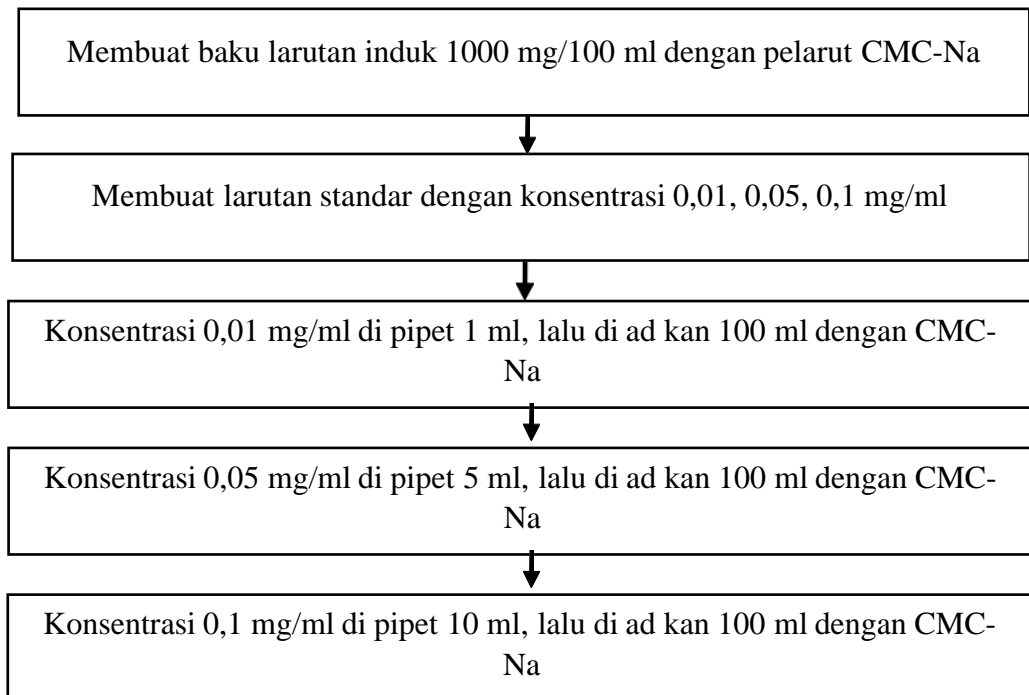 Membuat baku larutan induk 1000 mg/100 ml dengan pelarut CMC-Na
Membuat larutan standar dengan konsentrasi 0,01, 0,05, 0,1 mg/ml
Konsentrasi 0,01 mg/ml di pipet 1 ml, lalu di ad kan 100 ml dengan CMC-
Na
Konsentrasi 0,05 mg/ml di pipet 5 ml, lalu di ad kan 100 ml dengan CMC-
Na
Konsentrasi 0,1 mg/ml di pipet 10 ml, lalu di ad kan 100 ml dengan CMC-
Na